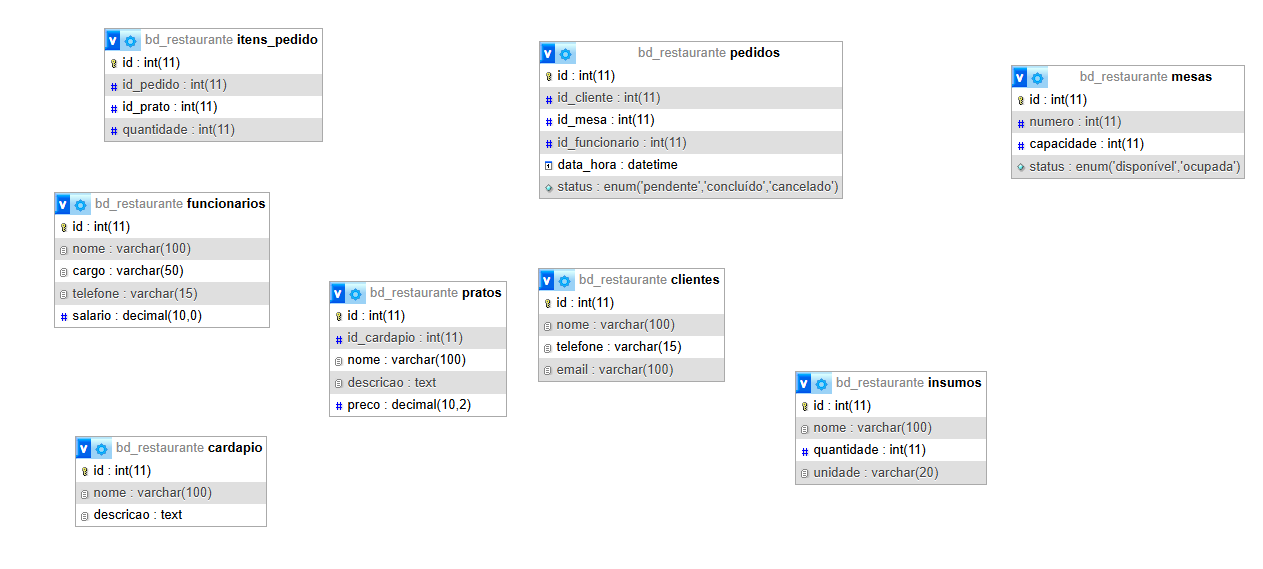 bd_restaurante itens_pedido
id : int(11)
id_pedido : int(11)
id_prato : int(11)
quantidade : int(11)
bd_restaurante pedidos
id : int(11)
id_cliente : int(11)
id_mesa : int(11)
id_funcionario : int(11)
data_hora : datetime
status : enum('pendente','concluído','cancelado')
bd_restaurante mesas
id : int(11)
numero : int(11)
capacidade : int(11)
status : enum('disponível','ocupada')
bd_restaurante funcionarios
id : int(11)
nome : varchar(100)
cargo : varchar(50)
telefone : varchar(15)
salario : decimal(10,0)
bd_restaurante pratos
id : int(11)
id_cardapio : int(11)
nome : varchar(100)
descricao : text
preco : decimal(10,2)
bd_restaurante clientes
id : int(11)
nome : varchar(100)
telefone : varchar(15)
email : varchar(100)
bd_restaurante insumos
id : int(11)
nome : varchar(100)
quantidade : int(11)
unidade : varchar(20)
bd_restaurante cardapio
id : int(11)
nome : varchar(100)
descricao : text